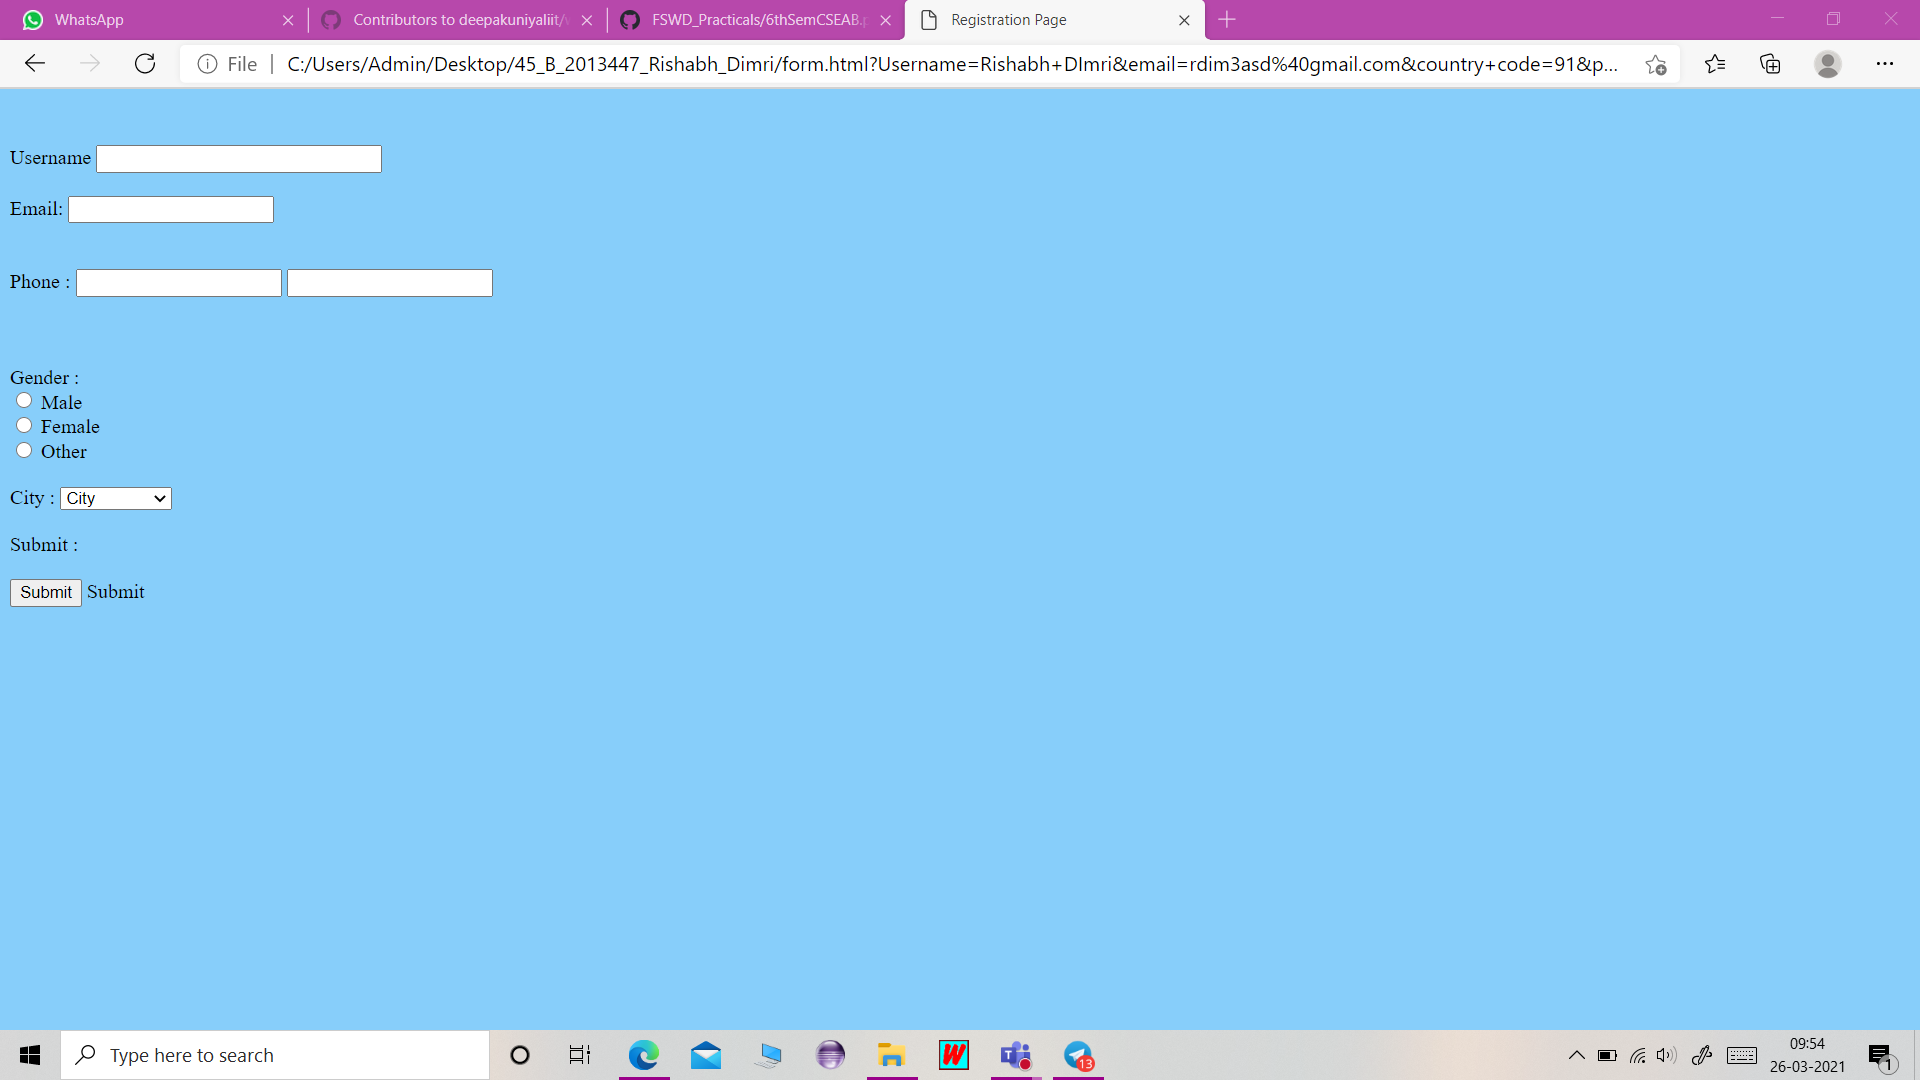 WhatsApp
Contributors to deepakuniyaliit/
FSWD_Practicals/6thSemCSEAB.p
Registration Page
File
C:/Users/Admin/Desktop/45_B_2013447_Rishabh_Dimri/form.html?Username=Rishabh+DImri&email=rdim3asd%40gmail.com&country+code=91&p...
Username
Email:
Phone :
Gender :
Male
Female
Other
City : City
Submit :
Submit Submit
Type here to search
13
09:54
26-03-2021
1